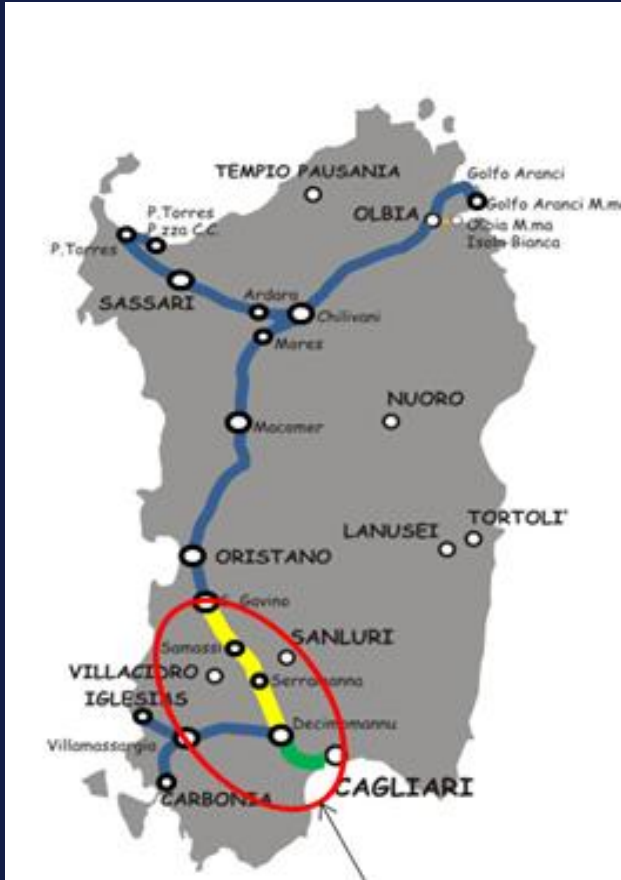 TEMPIO PAUSANIA
Golfo Aranci
Golfo Aranci M.ma
OLBIA
Olbia M.ma
Isola Bianca
P.Torres
P.zza C.C.
P.Torres
SASSARI
Ardara
Chilivani
Mores
Macomer
NUORO
LANUSEI
TORTOLI'
ORISTANO
Gavino
Samassi
SANLURI
VILLACIDRO
Serramanna
IGLESIAS
Decimomannu
Villamassargia
CARBONIA
CAGLIARI